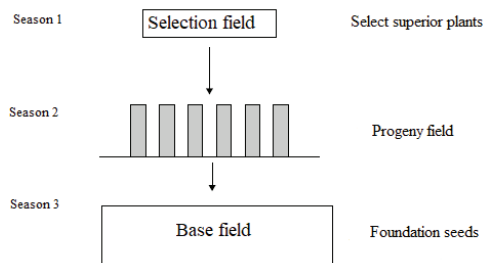 Season 1
Selection field
Select superior plants
Season 2
Progeny field
Season 3
Base field
Foundation seeds